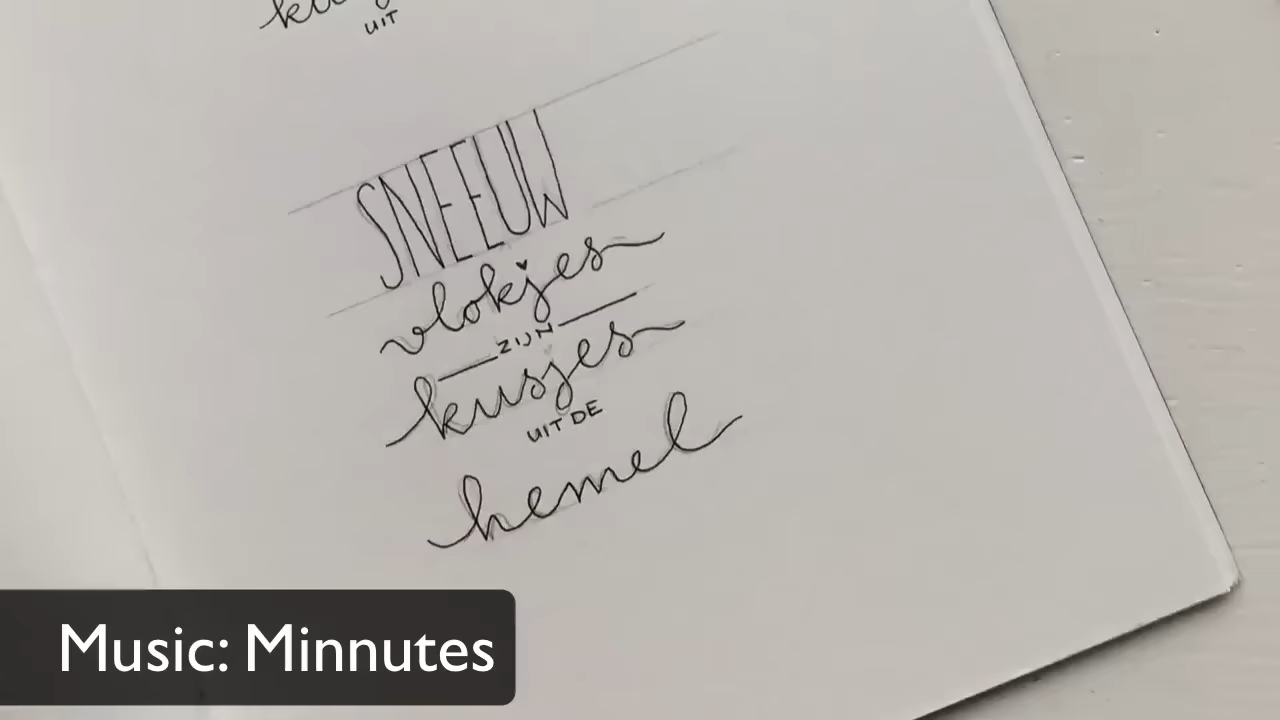 UIT
SNEEUW
vlokjes
ZIJN
kusjes
UIT DE
hemel
Music: Minnutes